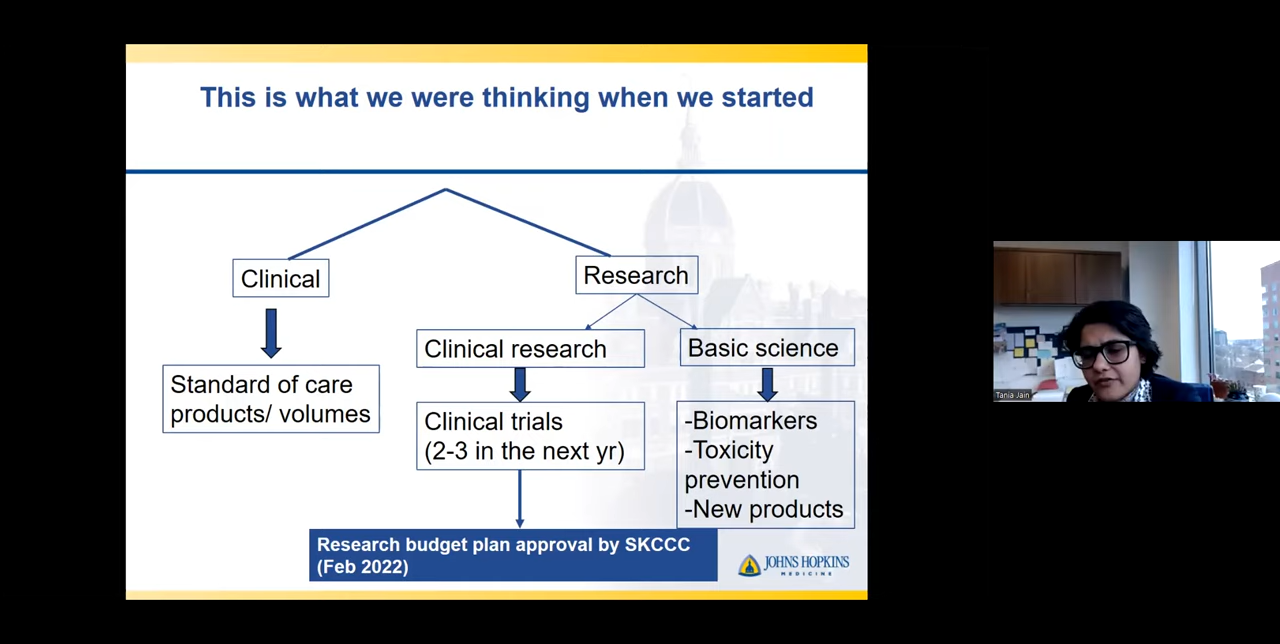 This is what we were thinking when we started
Clinical
Research
Standard of care
products/ volumes
Clinical research
Basic science
Clinical trials
(2-3 in the next yr)
-Biomarkers
-Toxicity
prevention
-New products
Research budget plan approval by SKCCC
(Feb 2022)
JOHNS HOPKINS
MEDICINE
Tania Jain